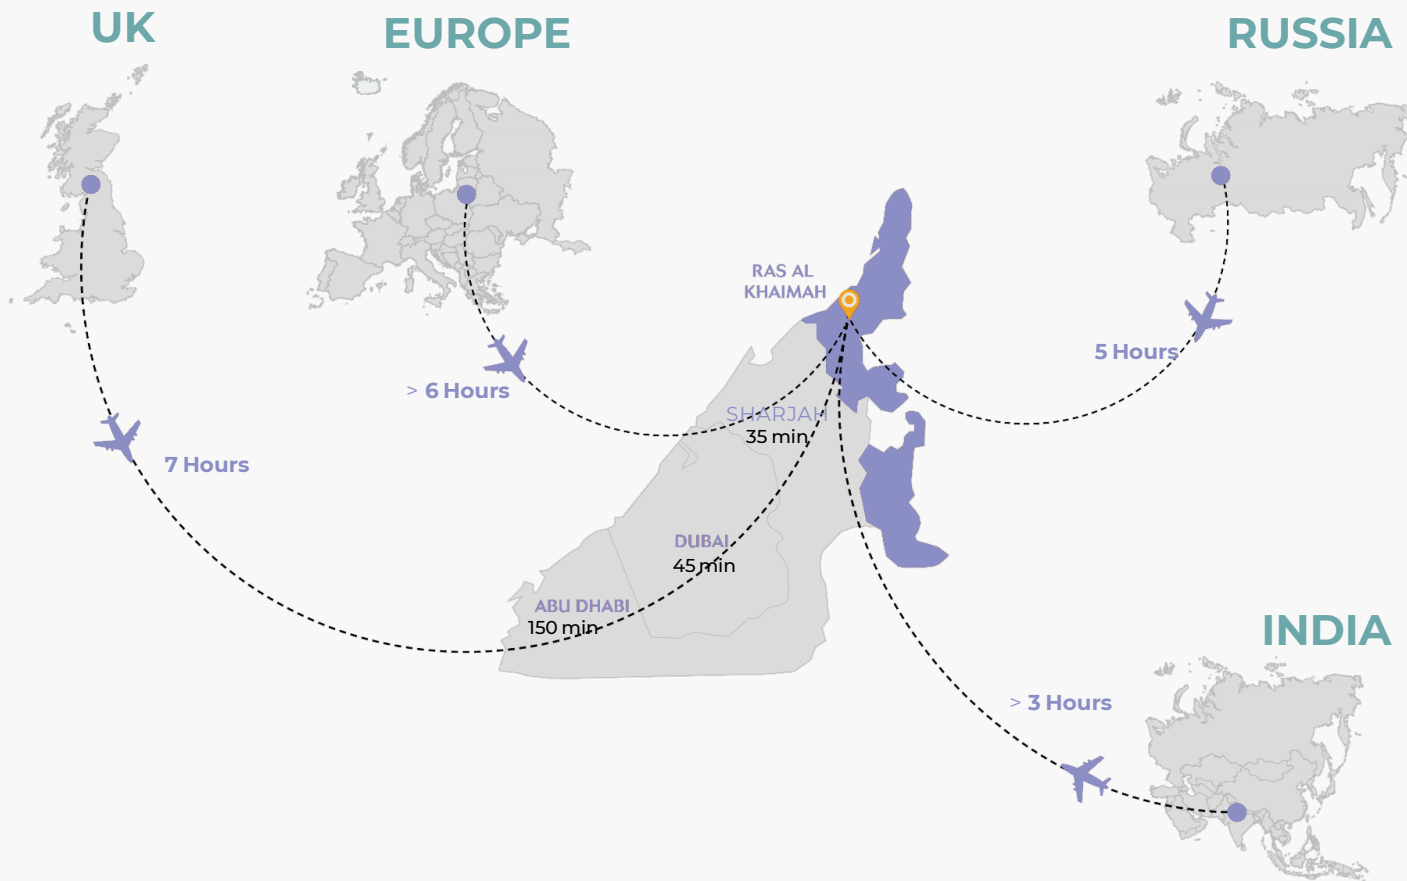 UK
EUROPE
RUSSIA
RAS AL
KHAIMAH
5 Hours
> 6 Hours
SHARJAH
35 min
7 Hours
DUBAI
45 min
ABU DHABI
150 min
INDIA
> 3 Hours